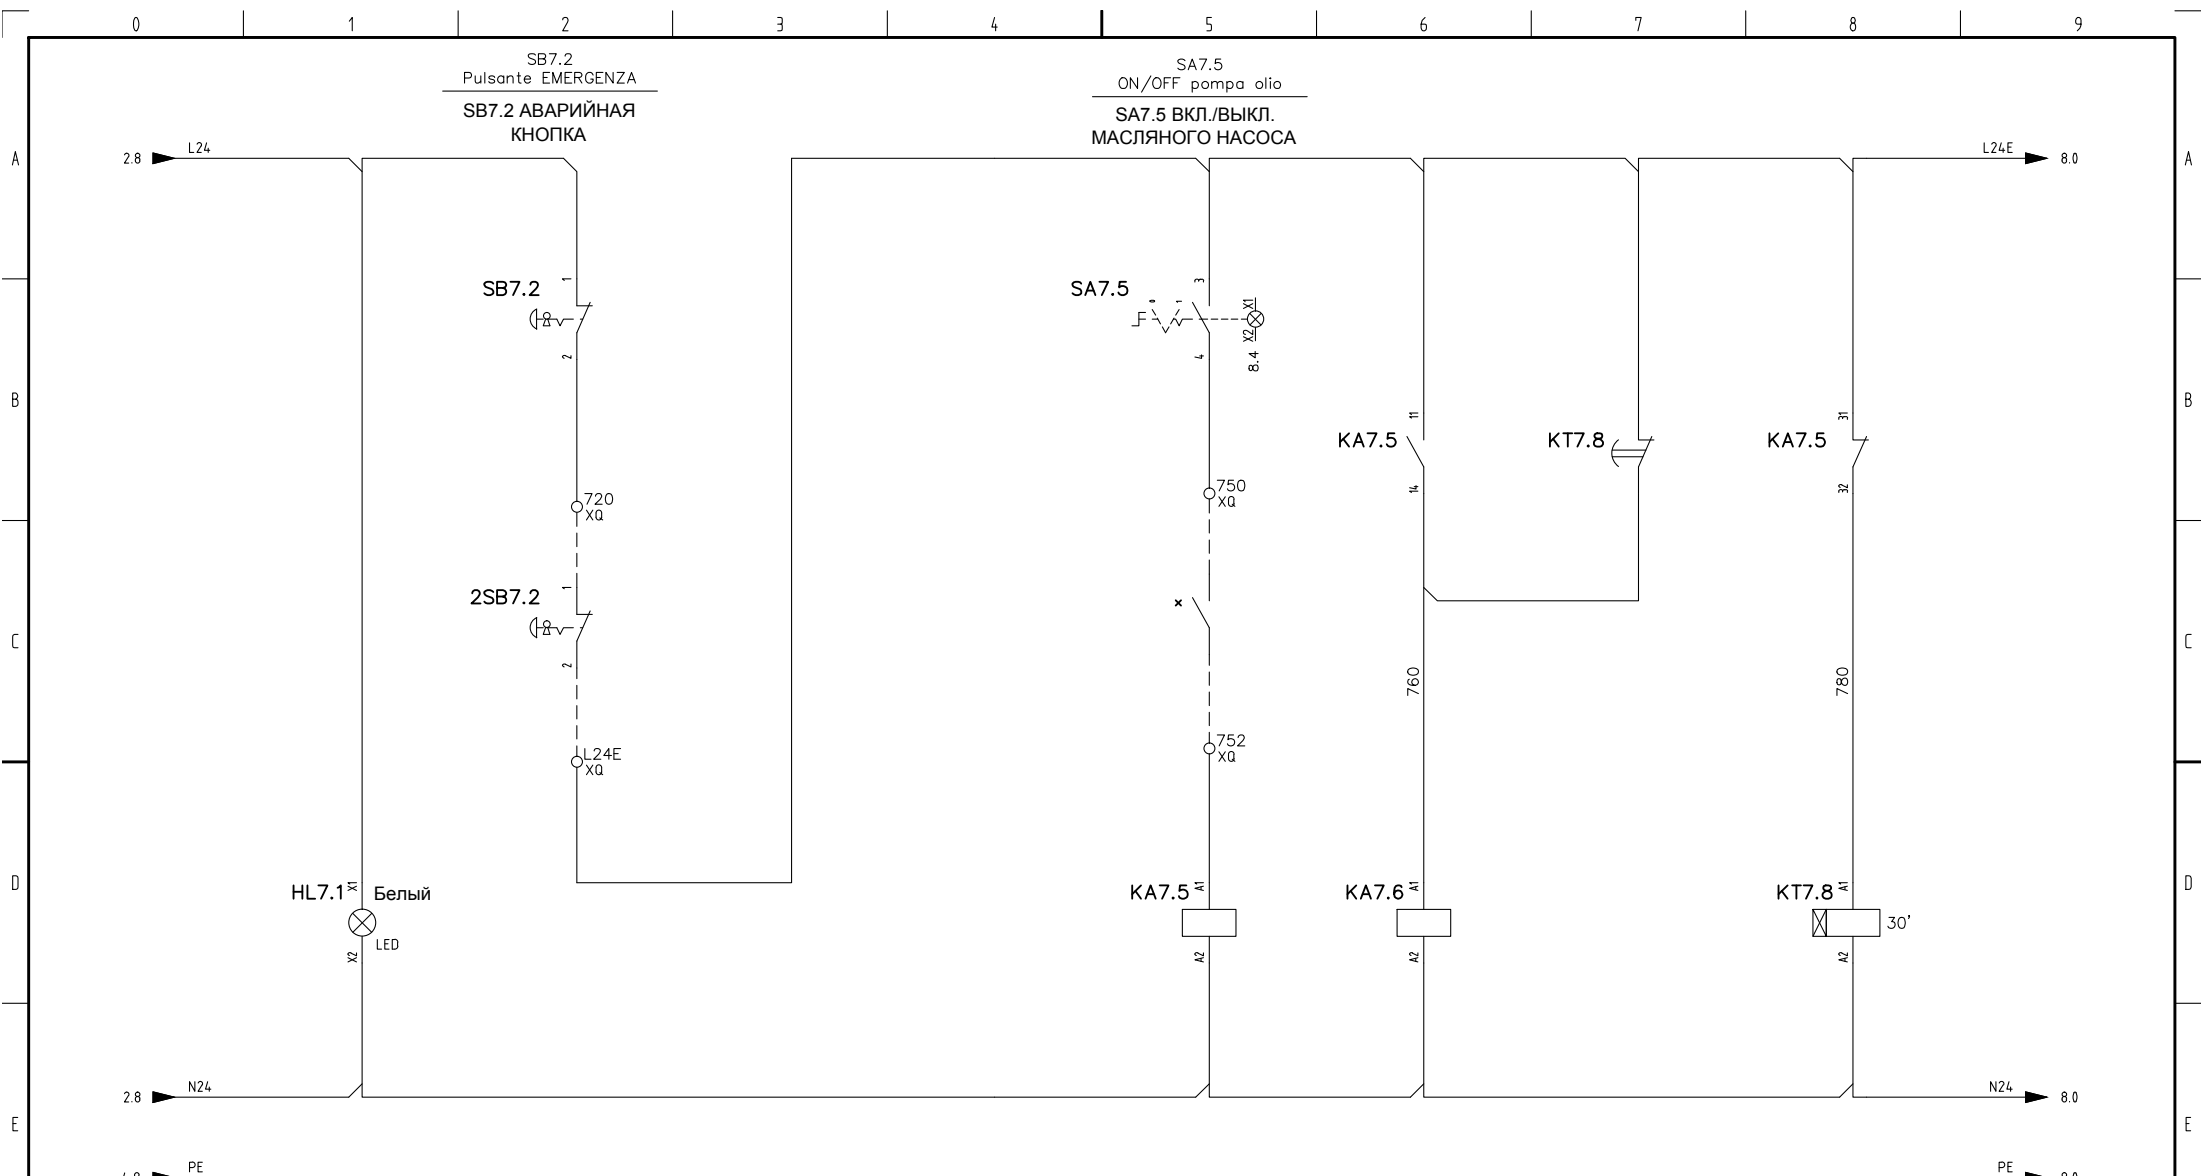 0 1 2 3 4 5 6 7 8 9
SB7.2
Pulsante EMERGENZA
SB7.2 АВАРИЙНАЯ
КНОПКА
SA7.5
ON/OFF pompa olio
SA7.5 ВКЛ./ВЫКЛ.
МАСЛЯНОГО НАСОСА
A
2.8
L24
L24E
8.0
A
SB7.2
1
2
SA7.5
0
1
3
4
X1
X2
8.4
B
KA7.5
11
14
KT7.8
KA7.5
31
32
B
720
XQ
750
XQ
2SB7.2
1
2
x
C
C
760
780
L24E
XQ
752
XQ
D
HL7.1
X1
Белый
LED
X2
KA7.5
A1
A2
KA7.6
A1
A2
KT7.8
A1
30'
A2
D
2.8
N24
N24
8.0
E
E
PE
PE